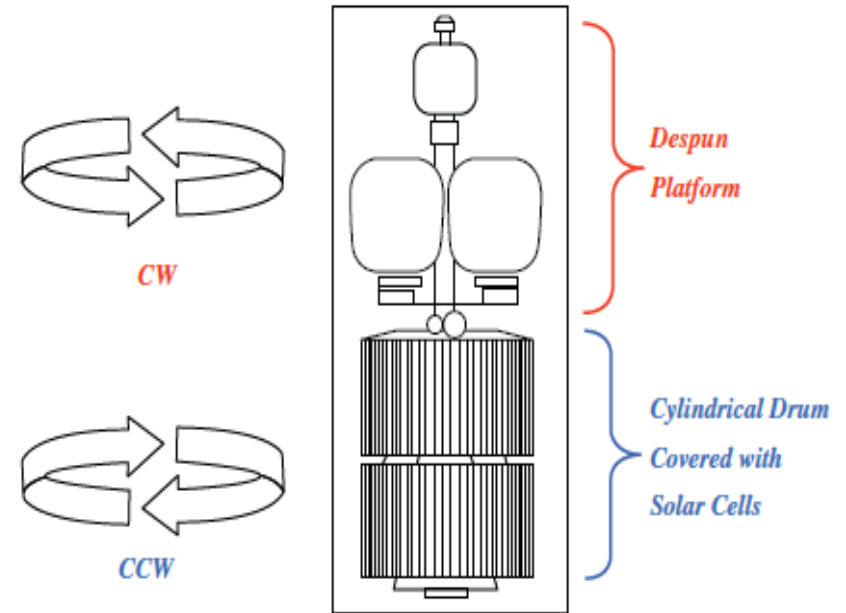 Despun
Platform
CW
Cylindrical Drum
Covered with
Solar Cells
CCW